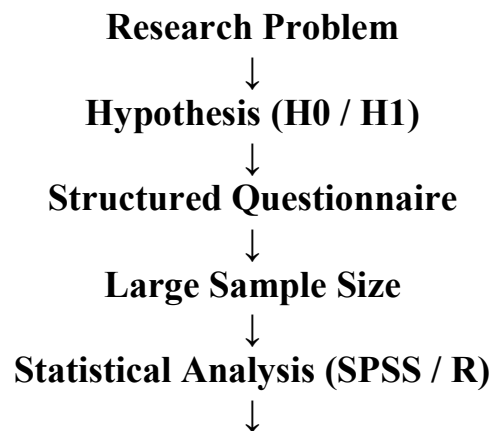 Research Problem
↓
Hypothesis (H0 / H1)
↓
Structured Questionnaire
↓
Large Sample Size
↓
Statistical Analysis (SPSS / R)
↓